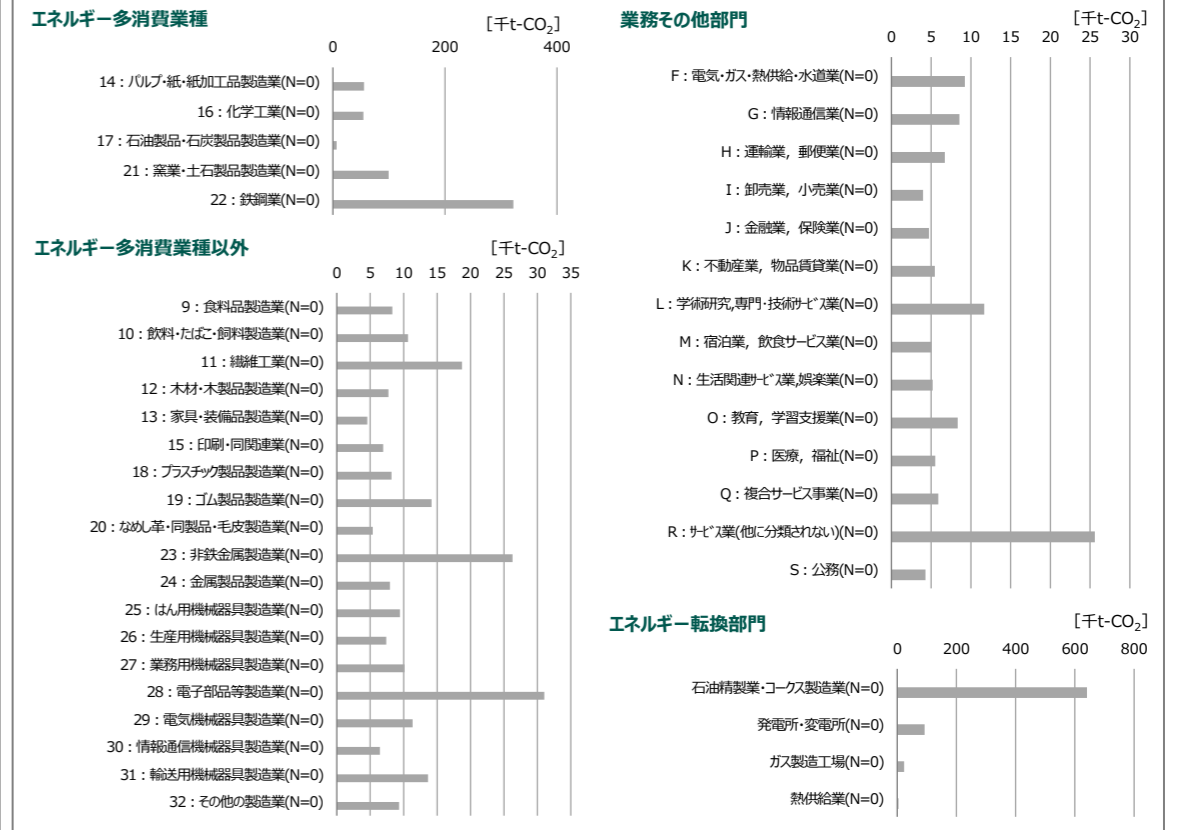 エネルギー多消費業種
[千t-CO₂]
0 200 400
14：パルプ・紙・紙加工品製造業(N=0)
16：化学工業(N=0)
17：石油製品・石炭製品製造業(N=0)
21：窯業・土石製品製造業(N=0)
22：鉄鋼業(N=0)
エネルギー多消費業種以外
[千t-CO₂]
0 5 10 15 20 25 30 35
9：食料品製造業(N=0)
10：飲料・たばこ・飼料製造業(N=0)
11：繊維工業(N=0)
12：木材・木製品製造業(N=0)
13：家具・装備品製造業(N=0)
15：印刷・同関連業(N=0)
18：プラスチック製品製造業(N=0)
19：ゴム製品製造業(N=0)
20：なめし革・同製品・毛皮製造業(N=0)
23：非鉄金属製造業(N=0)
24：金属製品製造業(N=0)
25：はん用機械器具製造業(N=0)
26：生産用機械器具製造業(N=0)
27：業務用機械器具製造業(N=0)
28：電子部品等製造業(N=0)
29：電気機械器具製造業(N=0)
30：情報通信機械器具製造業(N=0)
31：輸送用機械器具製造業(N=0)
32：その他の製造業(N=0)
業務その他部門
[千t-CO₂]
0 5 10 15 20 25 30
F：電気・ガス・熱供給・水道業(N=0)
G：情報通信業(N=0)
H：運輸業，郵便業(N=0)
I：卸売業，小売業(N=0)
J：金融業，保険業(N=0)
K：不動産業，物品賃貸業(N=0)
L：学術研究,専門・技術サービス業(N=0)
M：宿泊業，飲食サービス業(N=0)
N：生活関連サービス業,娯楽業(N=0)
O：教育，学習支援業(N=0)
P：医療，福祉(N=0)
Q：複合サービス事業(N=0)
R：サービス業(他に分類されない)(N=0)
S：公務(N=0)
エネルギー転換部門
[千t-CO₂]
0 200 400 600 800
石油精製業・コークス製造業(N=0)
発電所・変電所(N=0)
ガス製造工場(N=0)
熱供給業(N=0)